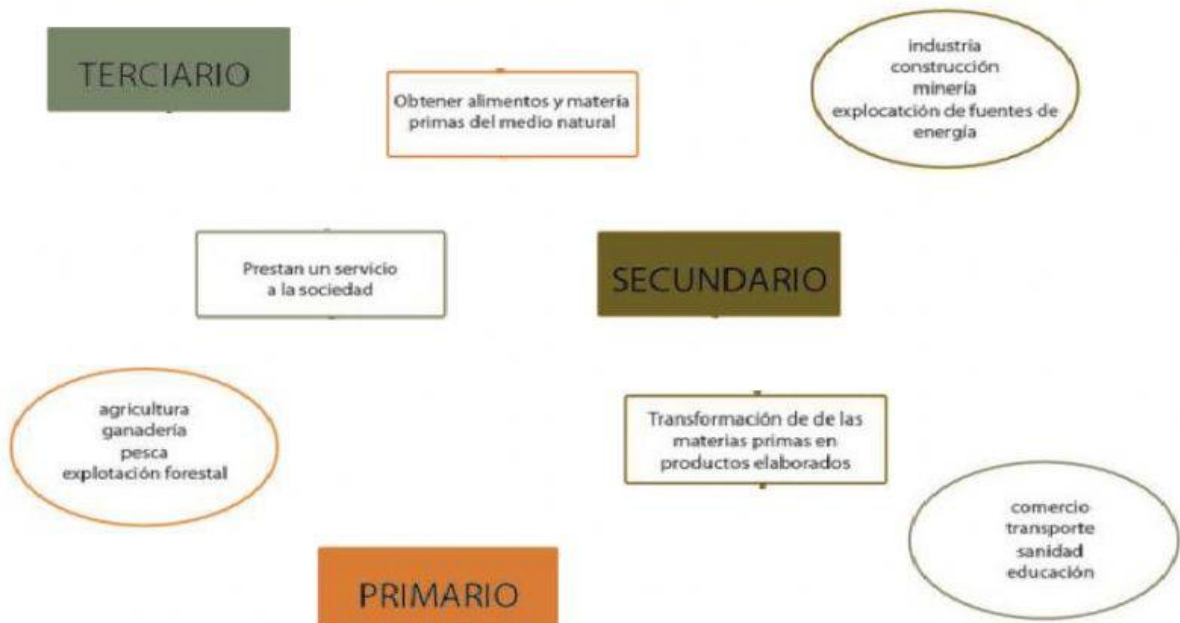 TERCIARIO
Obtener alimentos y materia
primas del medio natural
industria
construcción
minería
explocatción de fuentes de
energía
Prestan un servicio
a la sociedad
SECUNDARIO
agricultura
ganadería
pesca
explotación forestal
Transformación de de las
materias primas en
productos elaborados
comercio
transporte
sanidad
educación
PRIMARIO